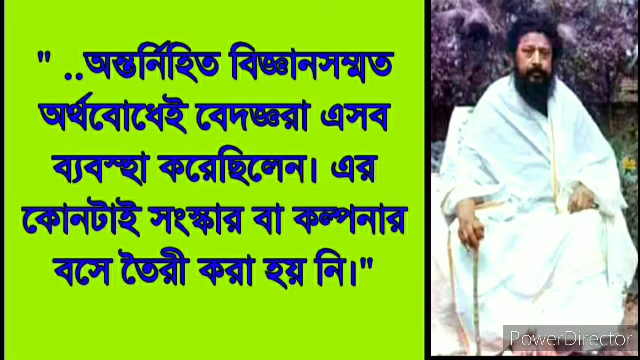 " ..অন্তর্নিহিত বিজ্ঞানসম্মত
অর্থবোধেই বেদজ্ঞরা এসব
ব্যবস্হা করেছিলেন। এর
কোনটাই সংস্কার বা কল্পনার
বসে তৈরী করা হয় নি।"
PowerDirector